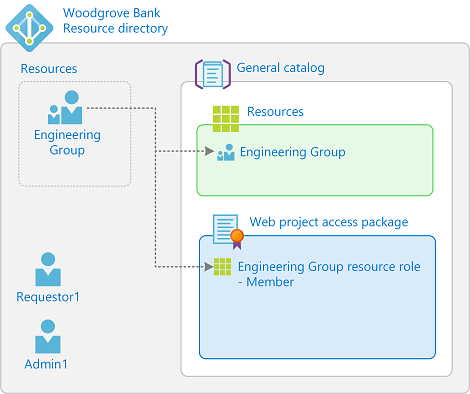 Woodgrove Bank
Resource directory
Resources
Engineering
Group
Requestor1
Admin1
General catalog
Resources
Engineering Group
Web project access package
Engineering Group resource role
- Member